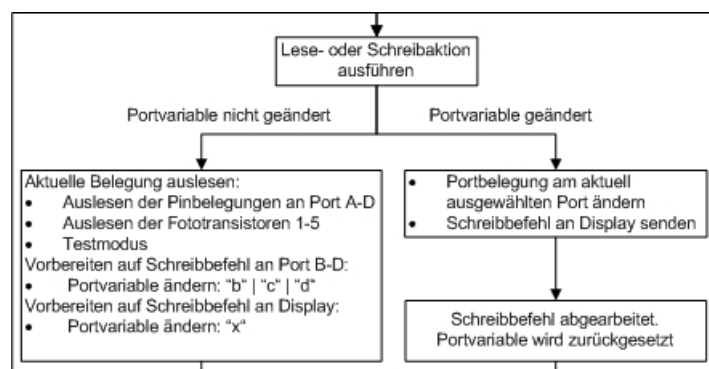 Lese- oder Schreibaktion
ausführen
Portvariable nicht geändert
Portvariable geändert
Aktuelle Belegung auslesen:
• Auslesen der Pinbelegungen an Port A-D
• Auslesen der Fototransistoren 1-5
• Testmodus
Vorbereiten auf Schreibbefehl an Port B-D:
• Portvariable ändern: “b“ | “c“ | “d“
Vorbereiten auf Schreibbefehl an Display:
• Portvariable ändern: “x“
• Portbelegung am aktuell
ausgewählten Port ändern
• Schreibbefehl an Display senden
Schreibbefehl abgearbeitet.
Portvariable wird zurückgesetzt